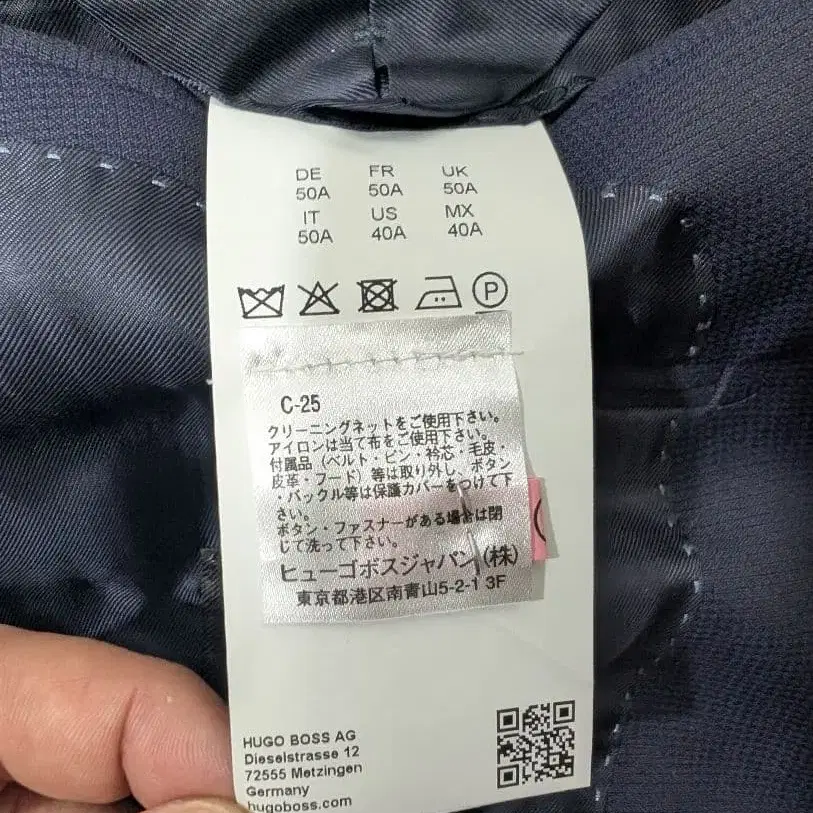 DE FR UK
50A 50A 50A
IT US MX
50A 40A 40A
P
C-25
クリーニングネットをご使用下さい。
アイロンは当て布をご使用下さい。
付属品（ベルト・ピン・衿芯・毛皮・
皮革・フード）等は取り外し、ボタン
・バックル等は保護カバーをつけて下
さい。
ボタン・ファスナーがある場合は閉
じて洗って下さい。
ヒューゴボスジャパン（株）
東京都港区南青山5-2-1 3F
HUGO BOSS AG
Dieselstrasse 12
72555 Metzingen
Germany
hugoboss.com